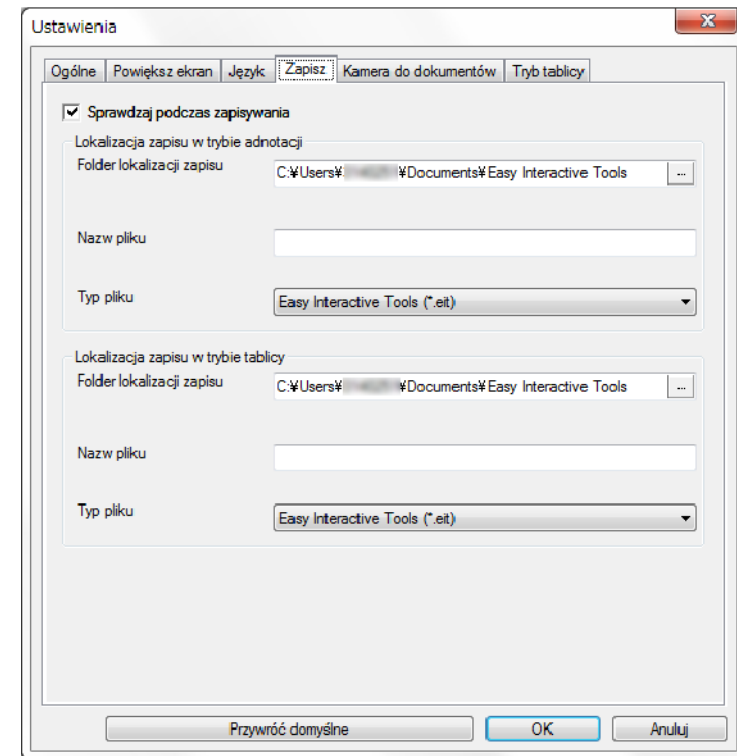 Ustawienia
Ogólne Powiększ ekran Język Zapisz Kamera do dokumentów Tryb tablicy
Sprawdzaj podczas zapisywania
Lokalizacja zapisu w trybie adnotacji
Folder lokalizacji zapisu C:¥Users¥ ¥Documents¥Easy Interactive Tools ...
Nazw pliku
Typ pliku Easy Interactive Tools (*.eit)
Lokalizacja zapisu w trybie tablicy
Folder lokalizacji zapisu C:¥Users¥ ¥Documents¥Easy Interactive Tools ...
Nazw pliku
Typ pliku Easy Interactive Tools (*.eit)
Przywróć domyślne OK Anuluj